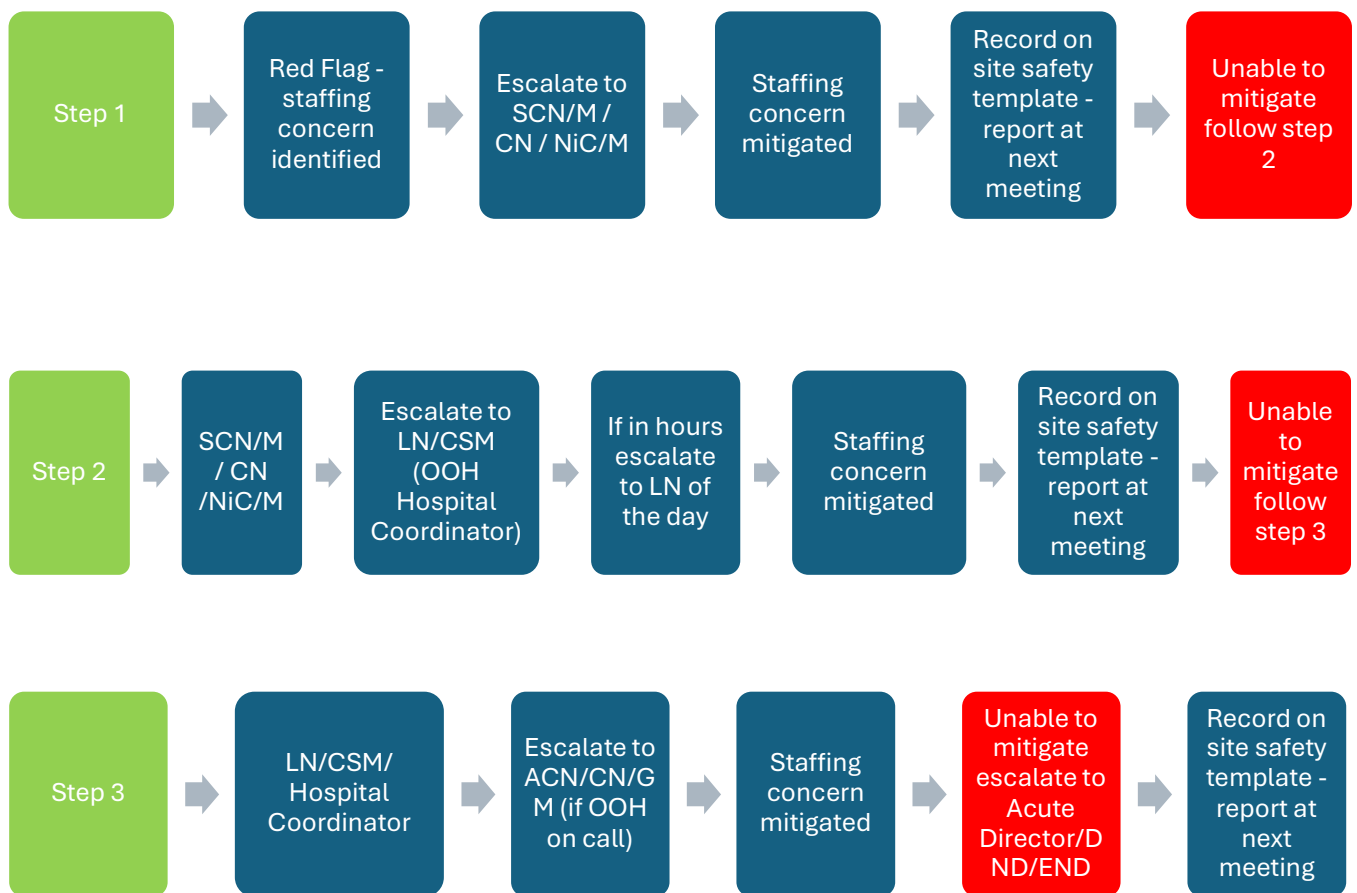 Step 1
Red Flag -
staffing
concern
identified
Escalate to
SCN/M /
CN / NiC/M
Staffing
concern
mitigated
Record on
site safety
template -
report at
next
meeting
Unable to
mitigate
follow step
2
Step 2
SCN/M
/ CN
/NiC/M
Escalate to
LN/CSM
(OOH
Hospital
Coordinator)
If in hours
escalate
to LN of
the day
Staffing
concern
mitigated
Record on
site safety
template -
report at
next
meeting
Unable
to
mitigate
follow
step 3
Step 3
LN/CSM/
Hospital
Coordinator
Escalate to
ACN/CN/G
M (if OOH
on call)
Staffing
concern
mitigated
Unable to
mitigate
escalate to
Acute
Director/D
ND/END
Record on
site safety
template -
report at
next
meeting